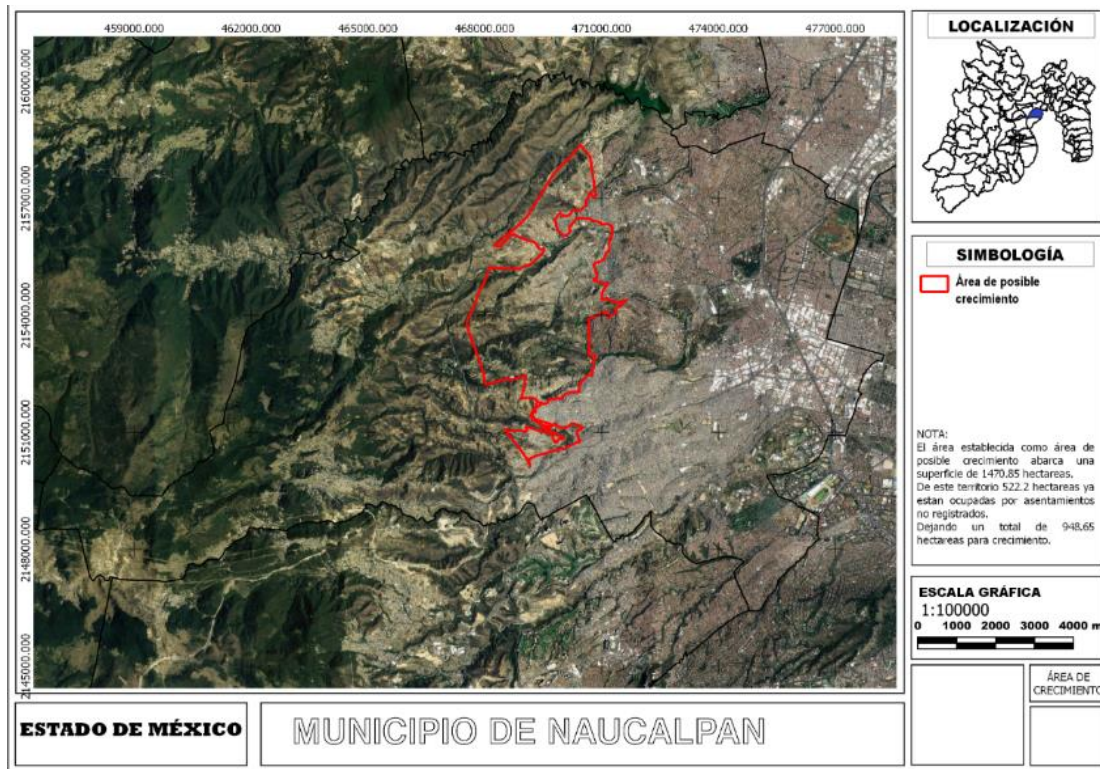 459000.000 462000.000 465000.000 468000.000 471000.000 474000.000 477000.000
2160000.000
2157000.000
2154000.000
2151000.000
2148000.000
2145000.000
LOCALIZACIÓN
SIMBOLOGÍA
Área de posible
crecimiento
NOTA:
El área establecida como área de
posible crecimiento abarca una
superficie de 1470.85 hectareas.
De este territorio 522.2 hectareas ya
estan ocupadas por asentamientos
no registrados.
Dejando un total de 948.65
hectareas para crecimiento.
ESCALA GRÁFICA
1:100000
0 1000 2000 3000 4000 m
ÁREA DE
CRECIMIENTO
ESTADO DE MÉXICO
MUNICIPIO DE NAUCALPAN